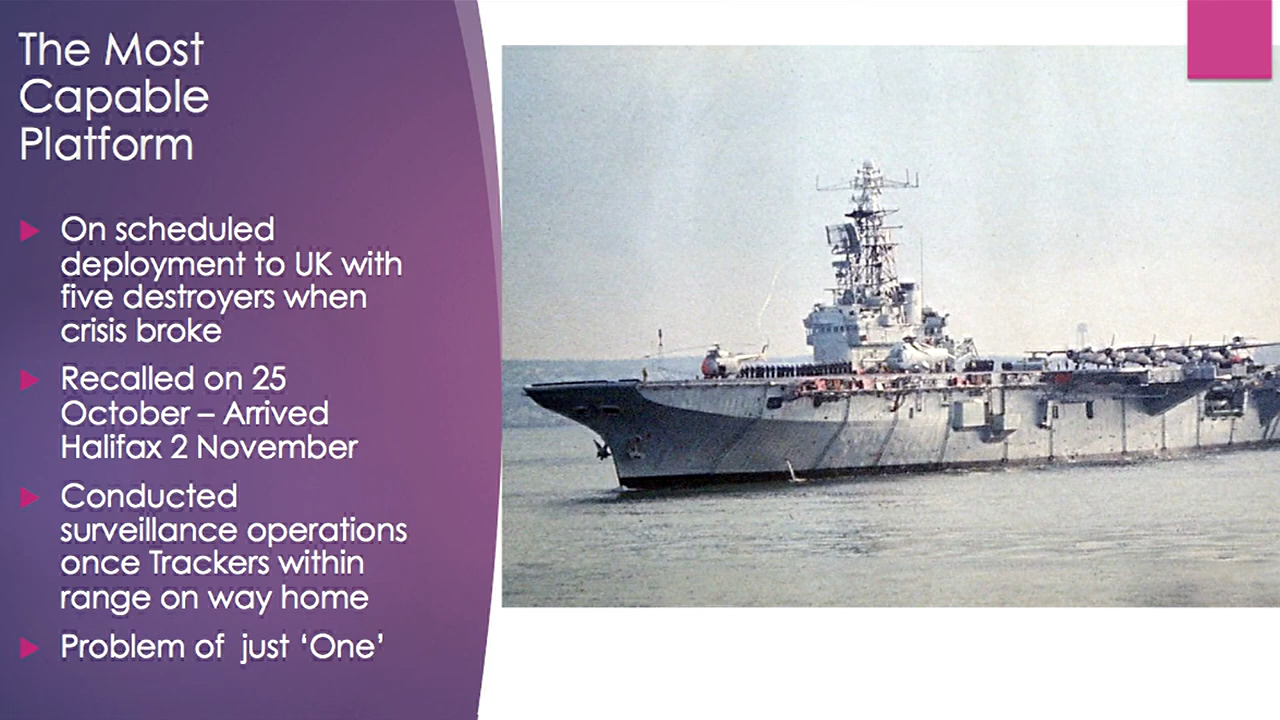 The Most
Capable
Platform
On scheduled
deployment to UK with
five destroyers when
crisis broke
Recalled on 25
October – Arrived
Halifax 2 November
Conducted
surveillance operations
once Trackers within
range on way home
Problem of just ‘One’